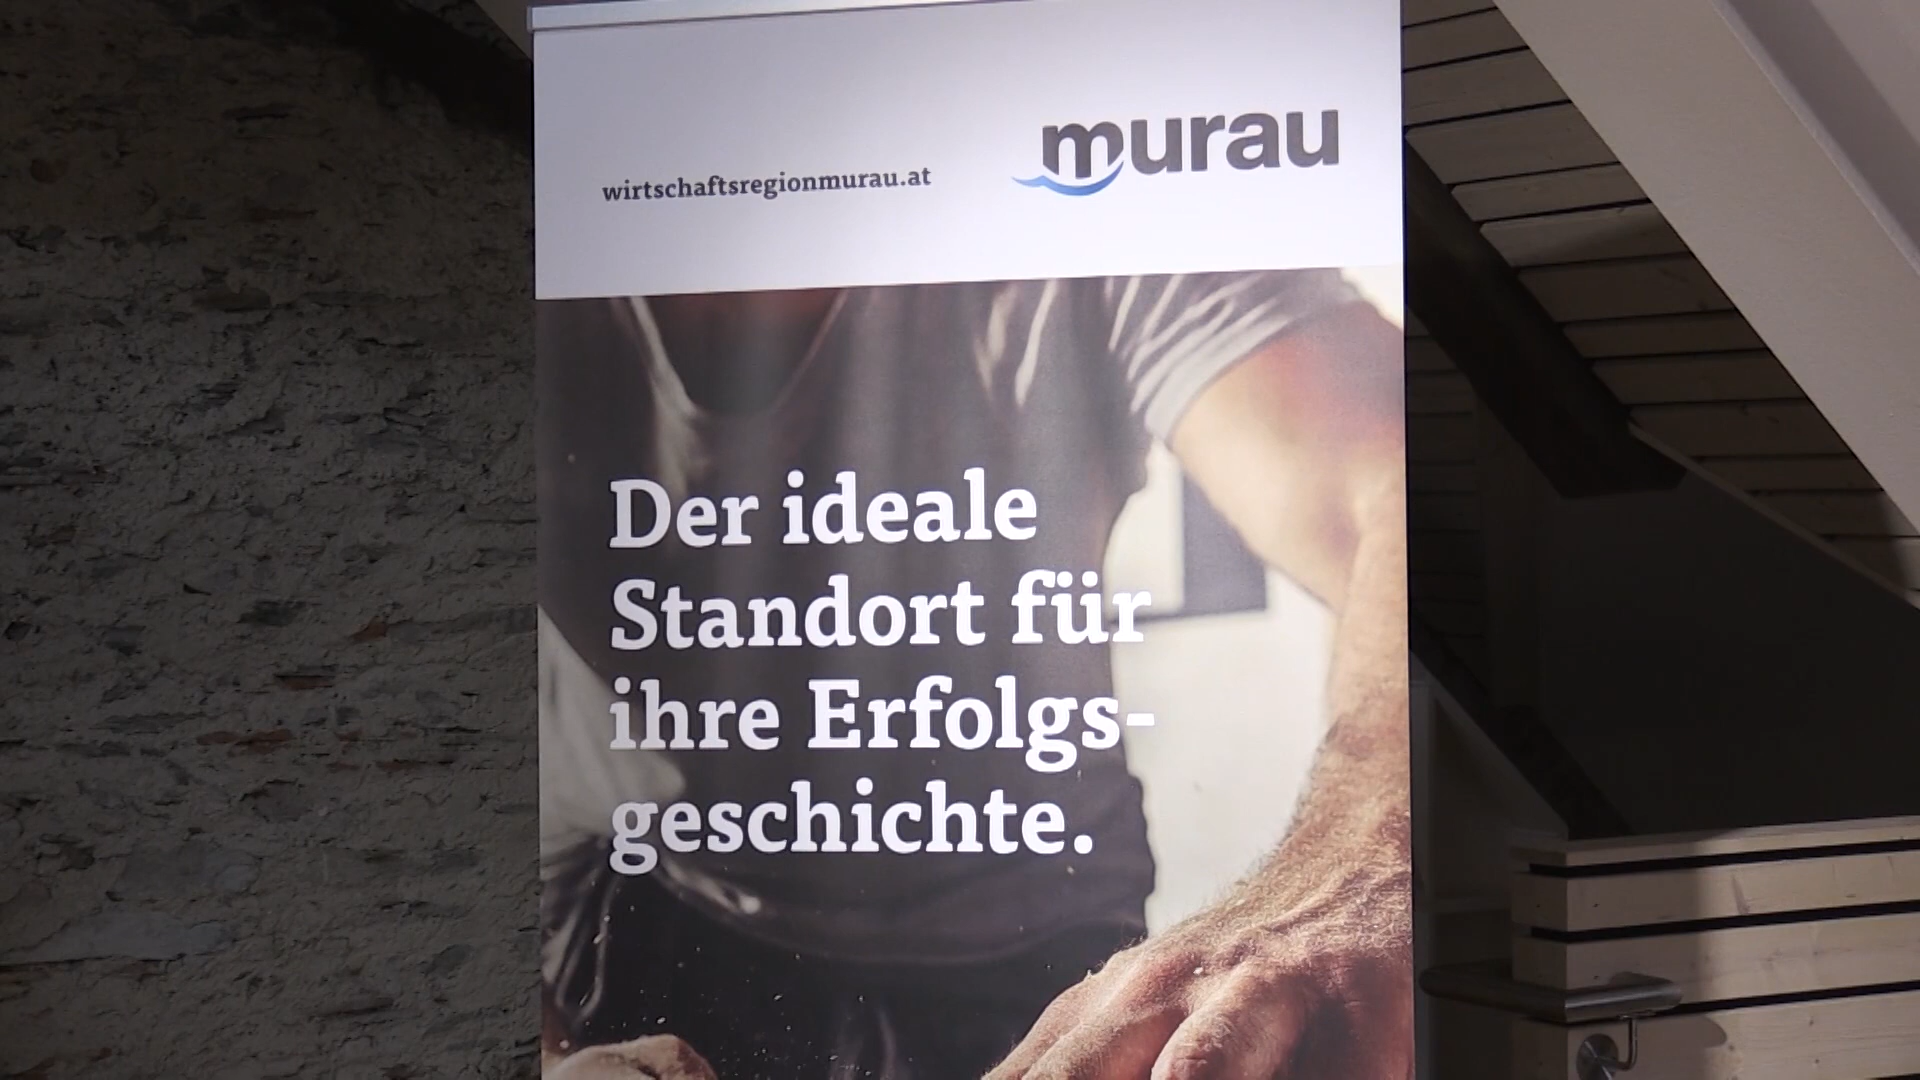 wirtschaftsregionmurau.at
murau
Der ideale
Standort für
ihre Erfolgs-
geschichte.